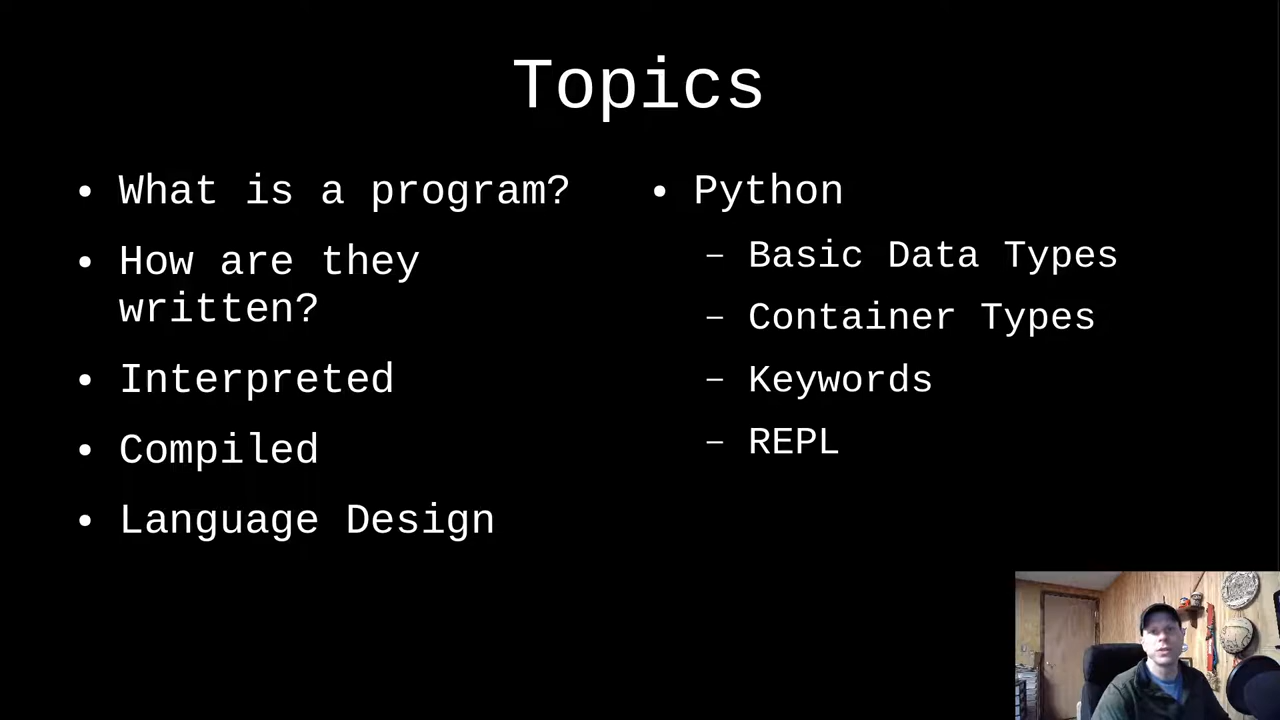 Topics
• What is a program?
• How are they
written?
• Interpreted
• Compiled
• Language Design
• Python
– Basic Data Types
– Container Types
– Keywords
– REPL